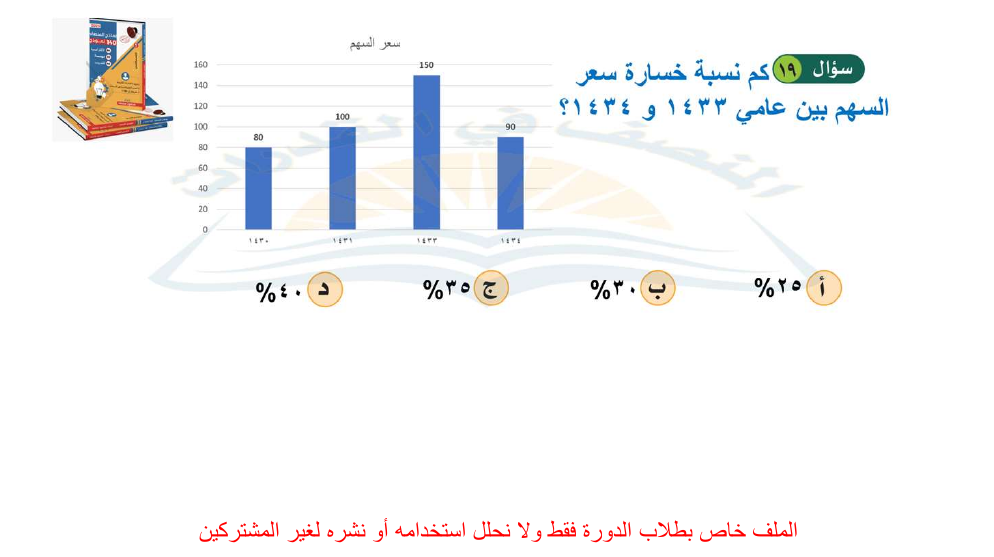 سؤال ١٩ كم نسبة خسارة سعر
السهم بين عامي ١٤٣٣ و ١٤٣٤؟
سعر السهم
160
140
120
100
80
60
40
20
0
80
100
150
90
١٤٣٠
١٤٣١
١٤٣٣
١٤٣٤
أ ٢٥%
ب ٣٠%
ج ٣٥%
د ٤٠%
الملف خاص بطلاب الدورة فقط ولا نحلل استخدامه أو نشره لغير المشتركين